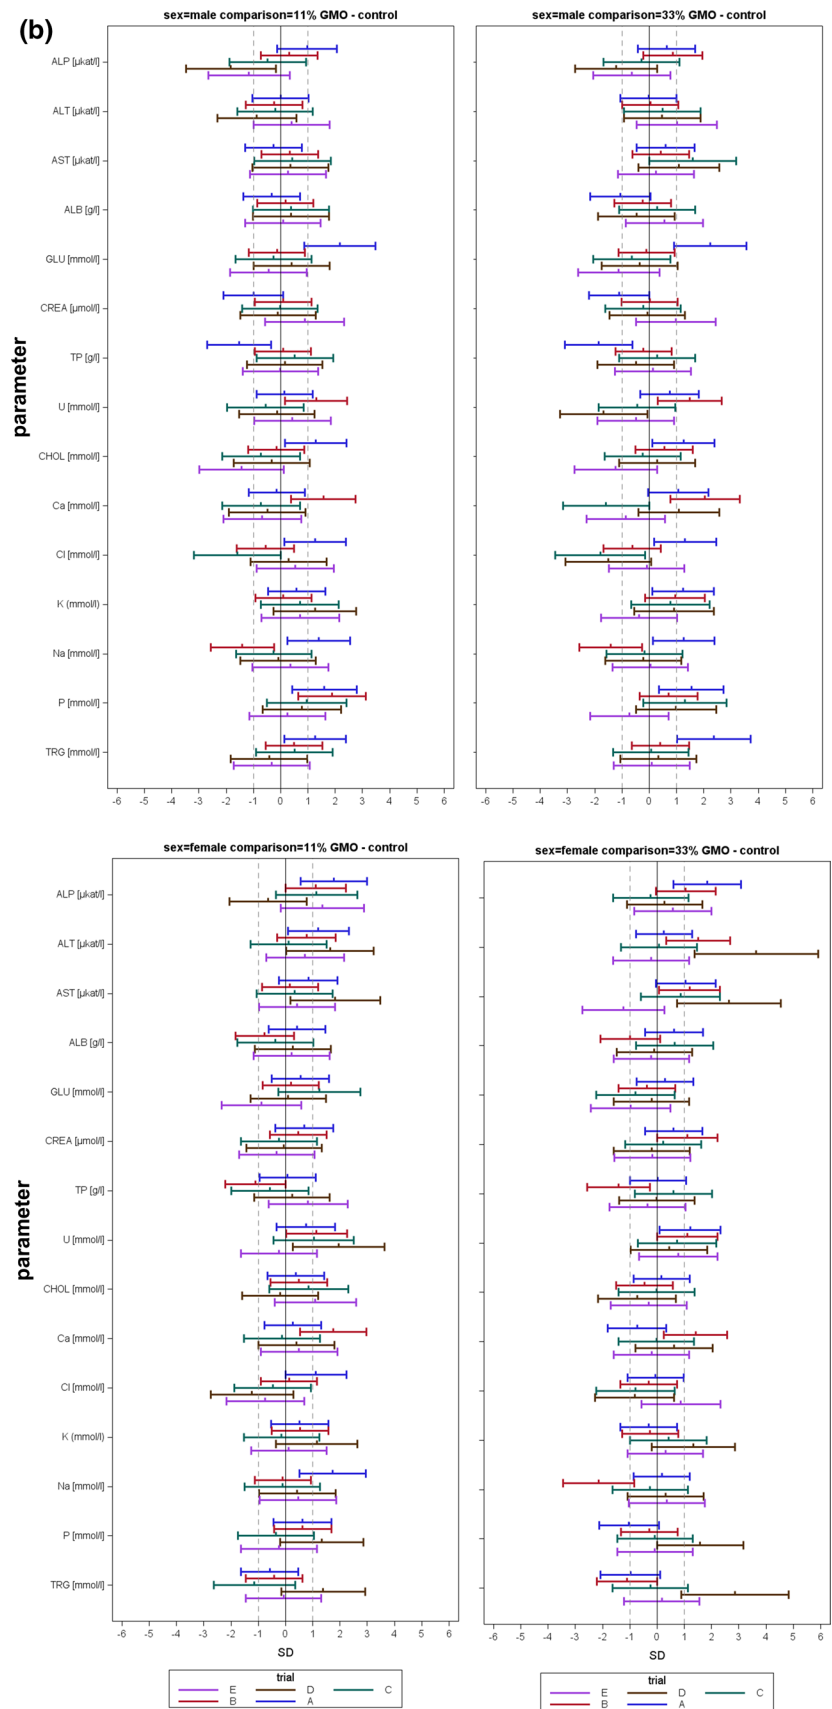 (b)
sex=male comparison=11% GMO - control
sex=male comparison=33% GMO - control
parameter
ALP [µkat/l]
ALT [µkat/l]
AST [µkat/l]
ALB [g/l]
GLU [mmol/l]
CREA [µmol/l]
TP [g/l]
U [mmol/l]
CHOL [mmol/l]
Ca [mmol/l]
Cl [mmol/l]
K (mmol/l)
Na [mmol/l]
P [mmol/l]
TRG [mmol/l]
-6 -5 -4 -3 -2 -1 0 1 2 3 4 5 6
-6 -5 -4 -3 -2 -1 0 1 2 3 4 5 6
sex=female comparison=11% GMO - control
sex=female comparison=33% GMO - control
parameter
ALP [µkat/l]
ALT [µkat/l]
AST [µkat/l]
ALB [g/l]
GLU [mmol/l]
CREA [µmol/l]
TP [g/l]
U [mmol/l]
CHOL [mmol/l]
Ca [mmol/l]
Cl [mmol/l]
K (mmol/l)
Na [mmol/l]
P [mmol/l]
TRG [mmol/l]
-6 -5 -4 -3 -2 -1 0 1 2 3 4 5 6
SD
-6 -5 -4 -3 -2 -1 0 1 2 3 4 5 6
SD
trial
E D C
B A
trial
E D C
B A